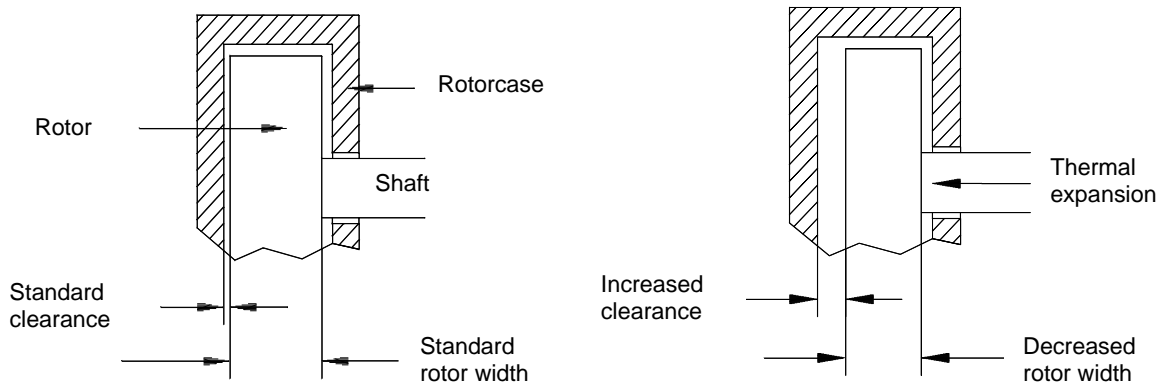 Rotorcase
Rotor
Shaft
Standard
clearance
Standard
rotor width
Thermal
expansion
Increased
clearance
Decreased
rotor width